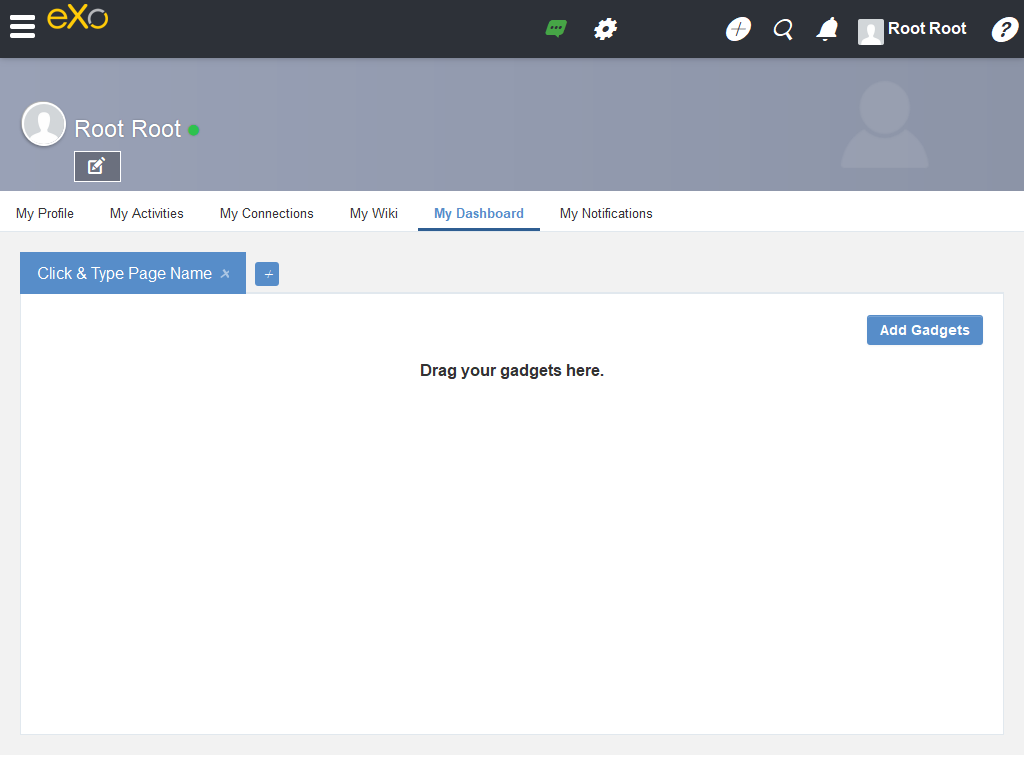 eXo
Root Root
Root Root
My Profile
My Activities
My Connections
My Wiki
My Dashboard
My Notifications
Click & Type Page Name
Add Gadgets
Drag your gadgets here.